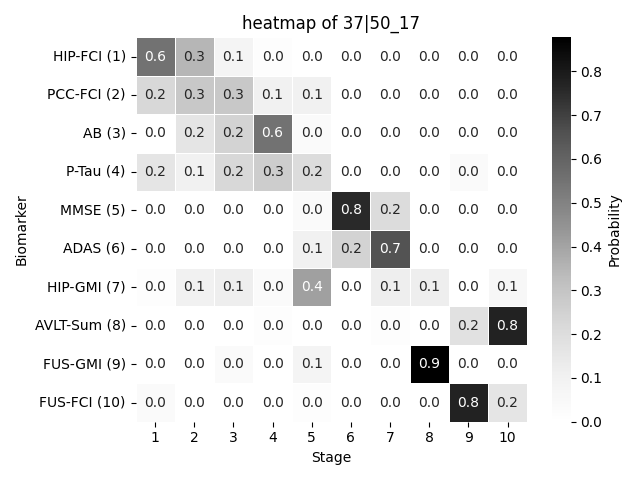 heatmap of 37|50_17
HIP-FCI (1) 0.6 0.3 0.1 0.0 0.0 0.0 0.0 0.0 0.0 0.0
PCC-FCI (2) 0.2 0.3 0.3 0.1 0.1 0.0 0.0 0.0 0.0 0.0
AB (3) 0.0 0.2 0.2 0.6 0.0 0.0 0.0 0.0 0.0 0.0
P-Tau (4) 0.2 0.1 0.2 0.3 0.2 0.0 0.0 0.0 0.0 0.0
MMSE (5) 0.0 0.0 0.0 0.0 0.0 0.8 0.2 0.0 0.0 0.0
ADAS (6) 0.0 0.0 0.0 0.0 0.1 0.2 0.7 0.0 0.0 0.0
HIP-GMI (7) 0.0 0.1 0.1 0.0 0.4 0.0 0.1 0.1 0.0 0.1
AVLT-Sum (8) 0.0 0.0 0.0 0.0 0.0 0.0 0.0 0.0 0.2 0.8
FUS-GMI (9) 0.0 0.0 0.0 0.0 0.1 0.0 0.0 0.9 0.0 0.0
FUS-FCI (10) 0.0 0.0 0.0 0.0 0.0 0.0 0.0 0.0 0.8 0.2
1 2 3 4 5 6 7 8 9 10
Stage
Biomarker
0.8
0.7
0.6
0.5
0.4
0.3
0.2
0.1
0.0
Probability